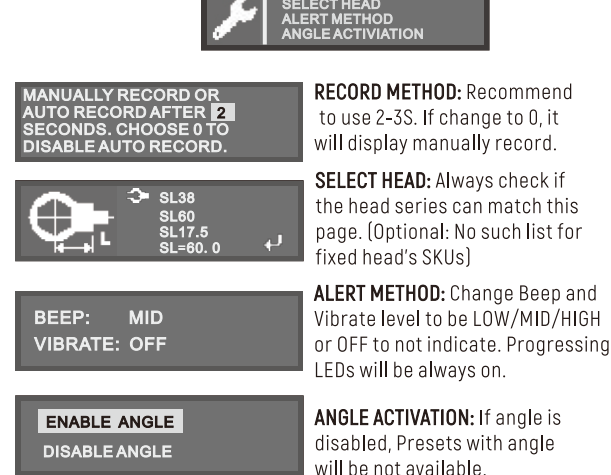 SELECT HEAD
ALERT METHOD
ANGLE ACTIVIATION
MANUALLY RECORD OR
AUTO RECORD AFTER 2
SECONDS. CHOOSE 0 TO
DISABLE AUTO RECORD.
RECORD METHOD: Recommend
to use 2-3S. If change to 0, it
will display manually record.
L
SL38
SL60
SL17.5
SL=60. 0
SELECT HEAD: Always check if
the head series can match this
page. (Optional: No such list for
fixed head's SKUs)
BEEP: MID
VIBRATE: OFF
ALERT METHOD: Change Beep and
Vibrate level to be LOW/MID/HIGH
or OFF to not indicate. Progressing
LEDs will be always on.
ENABLE ANGLE
DISABLE ANGLE
ANGLE ACTIVATION: If angle is
disabled, Presets with angle
will be not available.